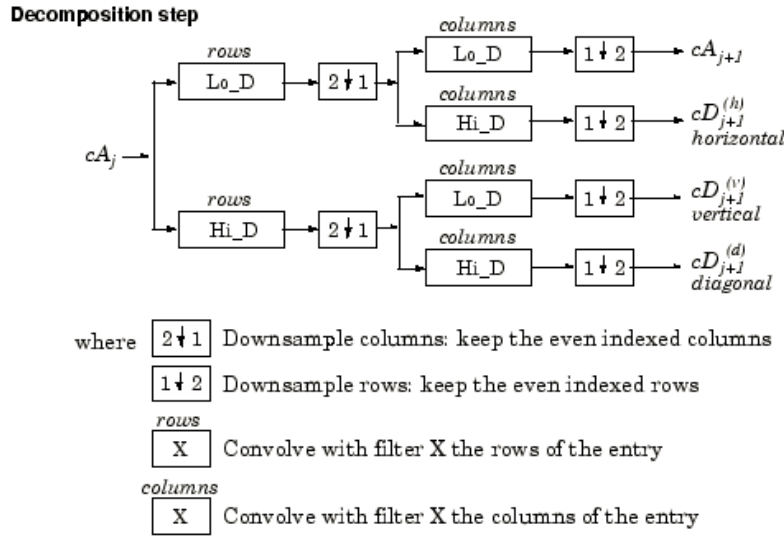 Decomposition step
columns
rows
Lo_D
1 ↓ 2
cA_{j+1}
Lo_D
2 ↓ 1
columns
Hi_D
1 ↓ 2
cD_{j+1}^{(h)}
horizontal
cA_j
columns
rows
Lo_D
1 ↓ 2
cD_{j+1}^{(v)}
vertical
Hi_D
2 ↓ 1
columns
Hi_D
1 ↓ 2
cD_{j+1}^{(d)}
diagonal
where 2 ↓ 1 Downsample columns: keep the even indexed columns
1 ↓ 2 Downsample rows: keep the even indexed rows
rows
X Convolve with filter X the rows of the entry
columns
X Convolve with filter X the columns of the entry